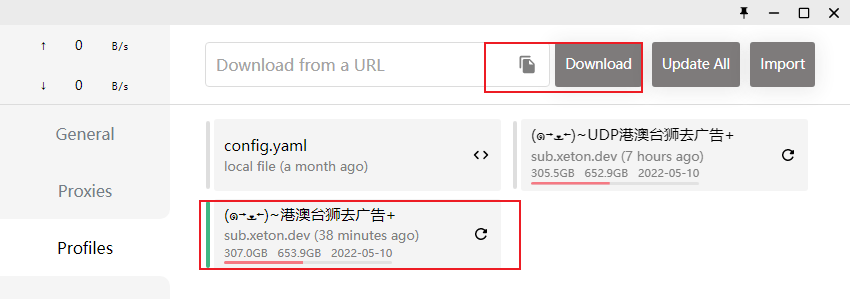 ↑ 0 B/s
↓ 0 B/s
Download from a URL
Download
Update All
Import
General
Proxies
Profiles
config.yaml
local file (a month ago)
(๑→ܫ←)~UDP港澳台狮去广告+
sub.xeton.dev (7 hours ago)
305.5GB 652.9GB 2022-05-10
(๑→ܫ←)~港澳台狮去广告+
sub.xeton.dev (38 minutes ago)
307.0GB 653.9GB 2022-05-10